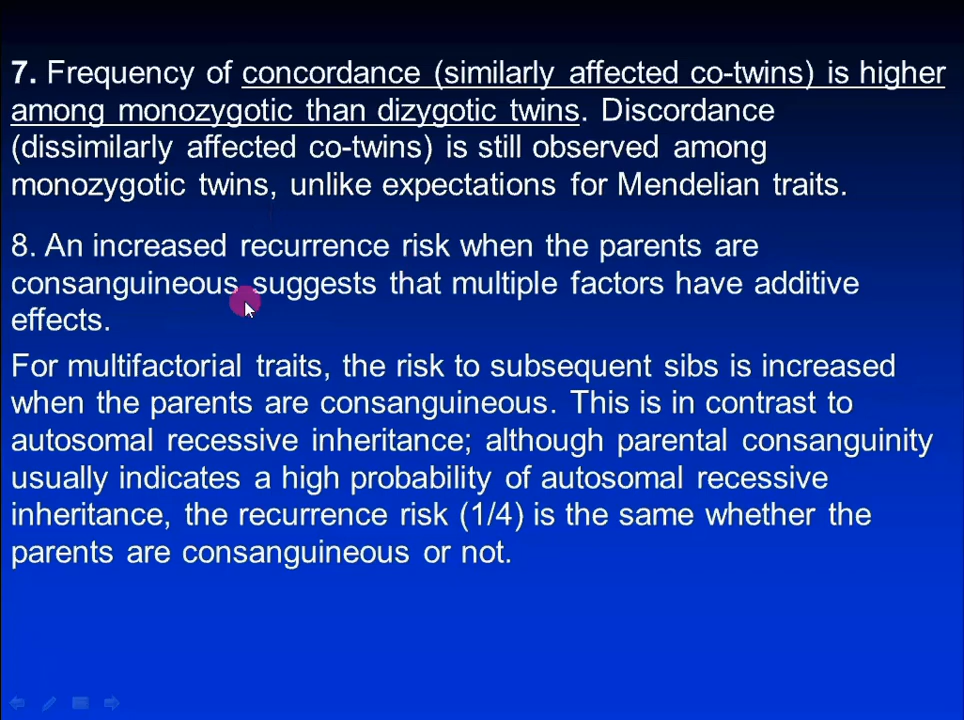 7. Frequency of concordance (similarly affected co-twins) is higher
among monozygotic than dizygotic twins. Discordance
(dissimilarly affected co-twins) is still observed among
monozygotic twins, unlike expectations for Mendelian traits.
8. An increased recurrence risk when the parents are
consanguineous suggests that multiple factors have additive
effects.
For multifactorial traits, the risk to subsequent sibs is increased
when the parents are consanguineous. This is in contrast to
autosomal recessive inheritance; although parental consanguinity
usually indicates a high probability of autosomal recessive
inheritance, the recurrence risk (1/4) is the same whether the
parents are consanguineous or not.